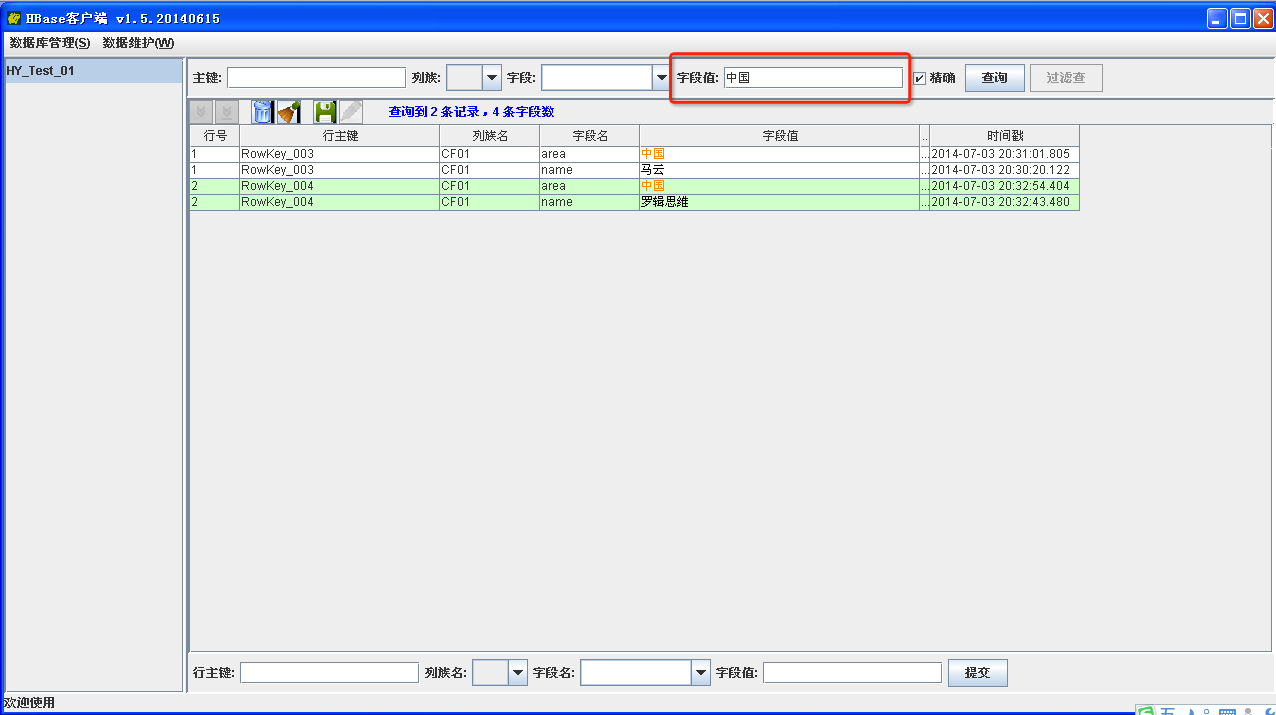 HBase客户端 v1.5.20140615
数据库管理(S) 数据维护(W)
HY_Test_01
主键: 列族: 字段: 字段值: 中国 精确 查询 过滤查
查询到 2 条记录，4 条字段数
行号 行主键 列族名 字段名 字段值 .. 时间戳
1 RowKey_003 CF01 area 中国 ... 2014-07-03 20:31:01.805
1 RowKey_003 CF01 name 马云 ... 2014-07-03 20:30:20.122
2 RowKey_004 CF01 area 中国 ... 2014-07-03 20:32:54.404
2 RowKey_004 CF01 name 罗辑思維 ... 2014-07-03 20:32:43.480
行主键: 列族名: 字段名: 字段值: 提交
欢迎使用